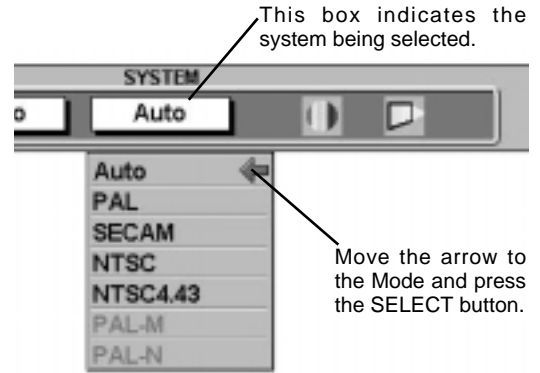 This box indicates the
system being selected.
SYSTEM
o
Auto
Auto
PAL
SECAM
NTSC
NTSC4.43
PAL-M
PAL-N
Move the arrow to
the Mode and press
the SELECT button.